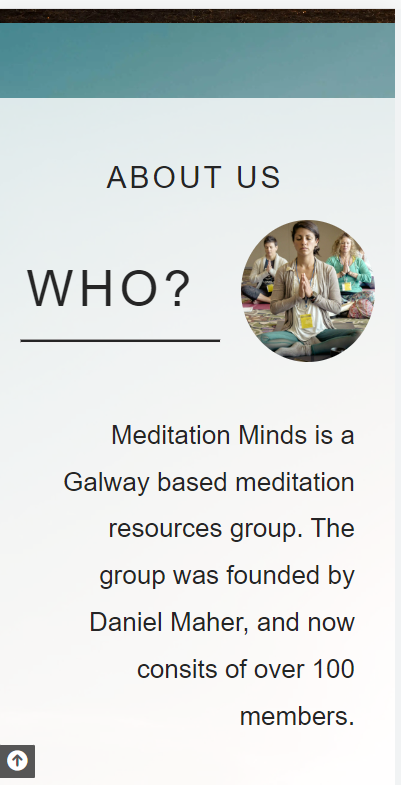 ABOUT US
WHO?
Meditation Minds is a
Galway based meditation
resources group. The
group was founded by
Daniel Maher, and now
consits of over 100
members.